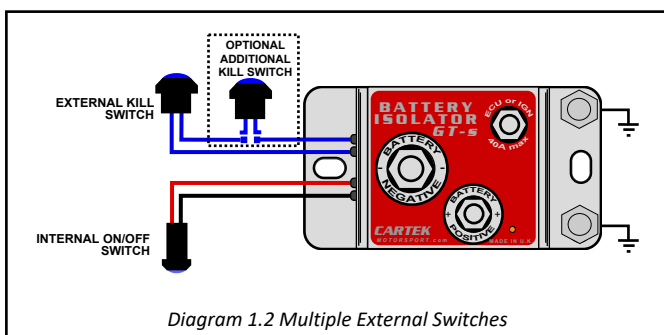 OPTIONAL
ADDITIONAL
KILL SWITCH
EXTERNAL KILL
SWITCH
INTERNAL ON/OFF
SWITCH
BATTERY
ISOLATOR
GT-s
ECU or IGN
40A max
BATTERY
- -
NEGATIVE
BATTERY
+ +
POSITIVE
CARTEK
MOTORSPORT.com
MADE IN U.K
Diagram 1.2 Multiple External Switches